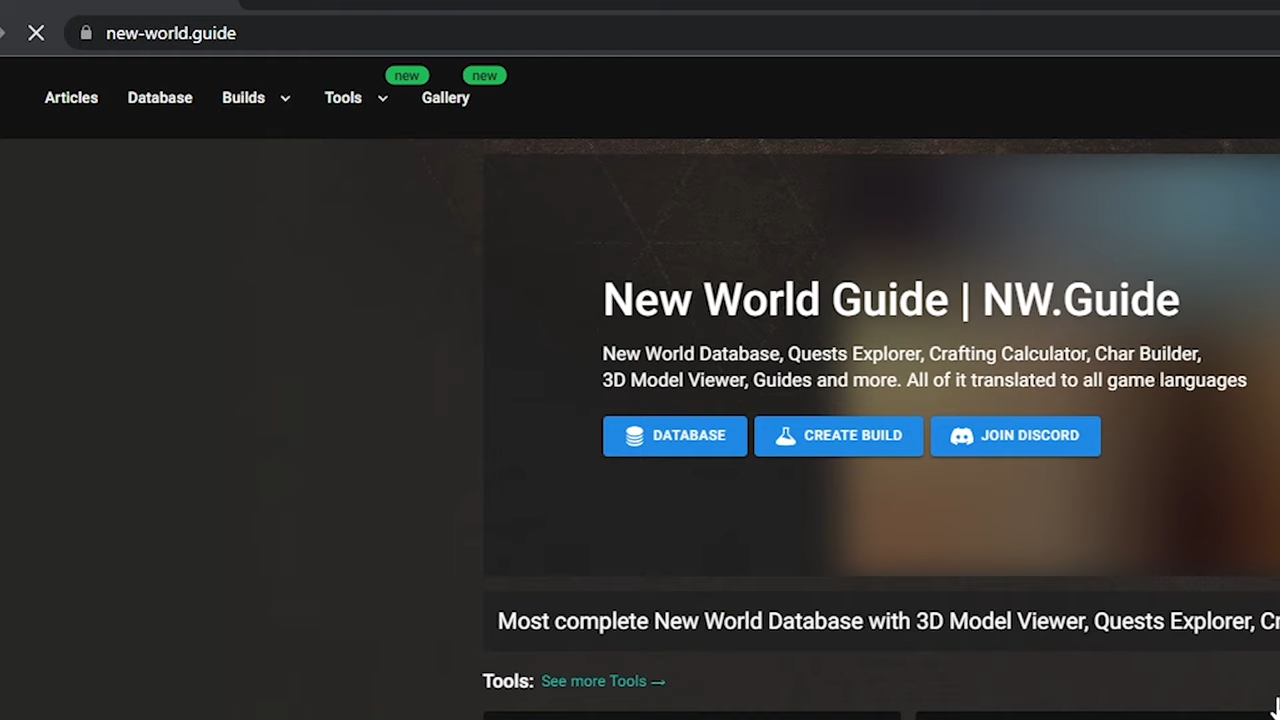 new-world.guide
new new
Articles Database Builds Tools Gallery
New World Guide | NW.Guide
New World Database, Quests Explorer, Crafting Calculator, Char Builder,
3D Model Viewer, Guides and more. All of it translated to all game languages
DATABASE CREATE BUILD JOIN DISCORD
Most complete New World Database with 3D Model Viewer, Quests Explorer, Cr
Tools: See more Tools →